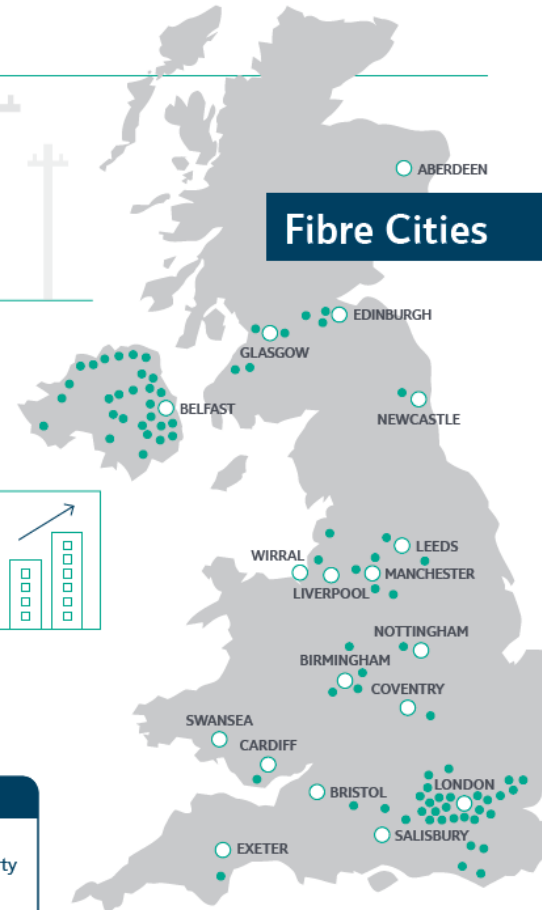 ABERDEEN
Fibre Cities
EDINBURGH
GLASGOW
BELFAST
NEWCASTLE
LEEDS
WIRRAL
MANCHESTER
LIVERPOOL
NOTTINGHAM
BIRMINGHAM
COVENTRY
SWANSEA
CARDIFF
LONDON
BRISTOL
SALISBURY
EXETER